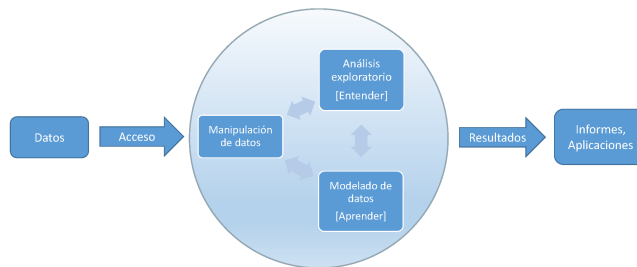 Datos
Acceso
Manipulación
de datos
Análisis
exploratorio
[Entender]
Modelado de
datos
[Aprender]
Resultados
Informes,
Aplicaciones